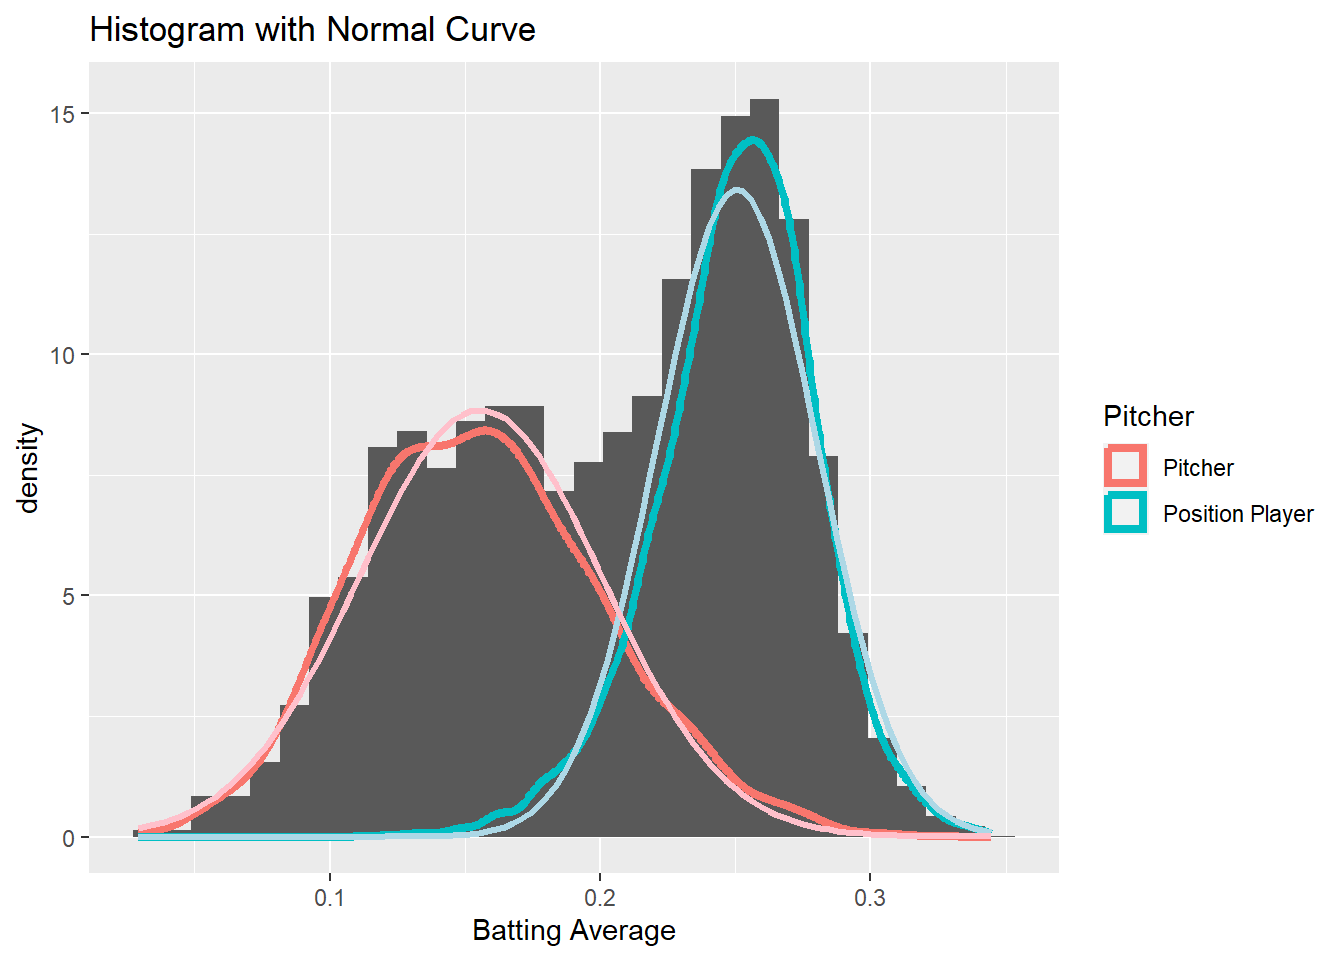 Histogram with Normal Curve
15
10
5
0
density
0.1
0.2
0.3
Batting Average
Pitcher
Pitcher
Position Player